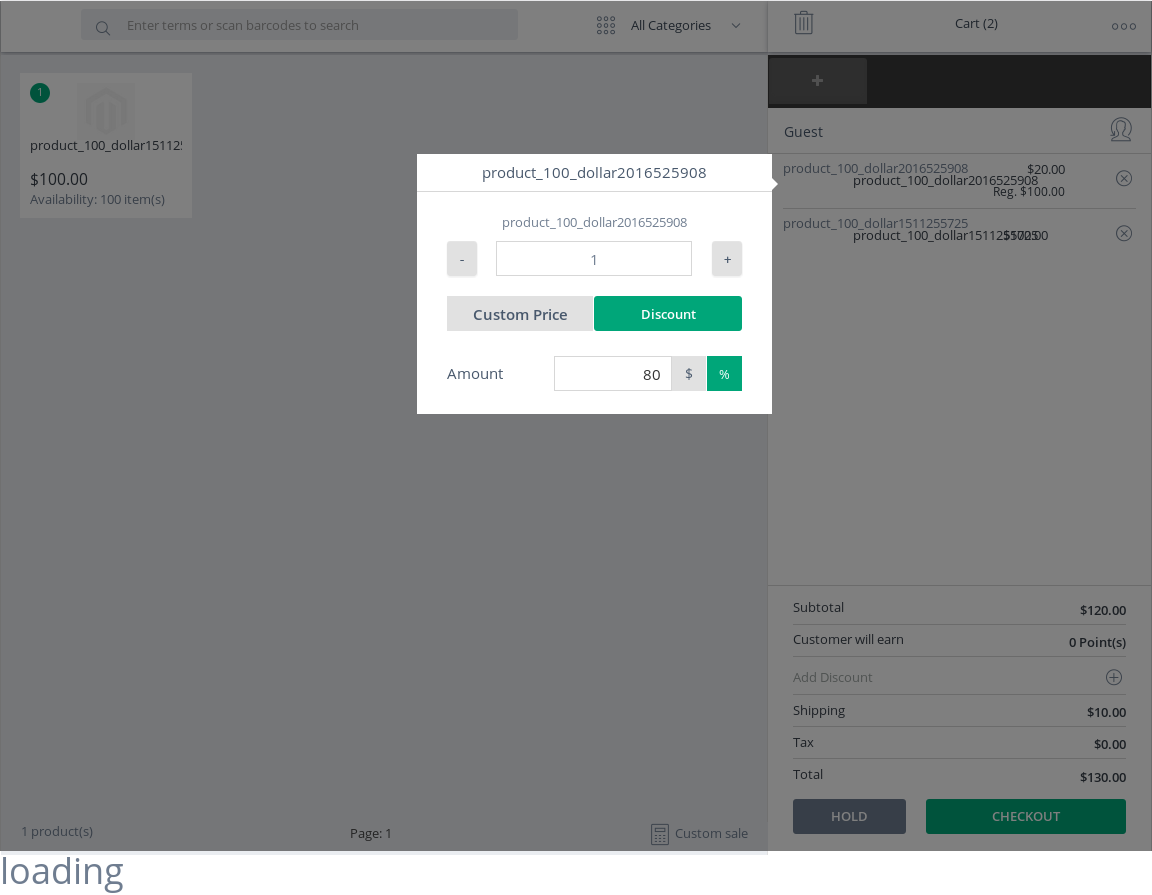 Enter terms or scan barcodes to search
All Categories
Cart (2)
+
1
product_100_dollar15112
$100.00
Availability: 100 item(s)
Guest
product_100_dollar2016525908
$20.00
product_100_dollar2016525908
Reg. $100.00
product_100_dollar1511255725
product_100_dollar1511255725
$100.00
product_100_dollar2016525908
product_100_dollar2016525908
-
1
+
Custom Price
Discount
Amount
80
$
%
Subtotal
$120.00
Customer will earn
0 Point(s)
Add Discount
Shipping
$10.00
Tax
$0.00
Total
$130.00
HOLD
CHECKOUT
1 product(s)
Page: 1
Custom sale
loading